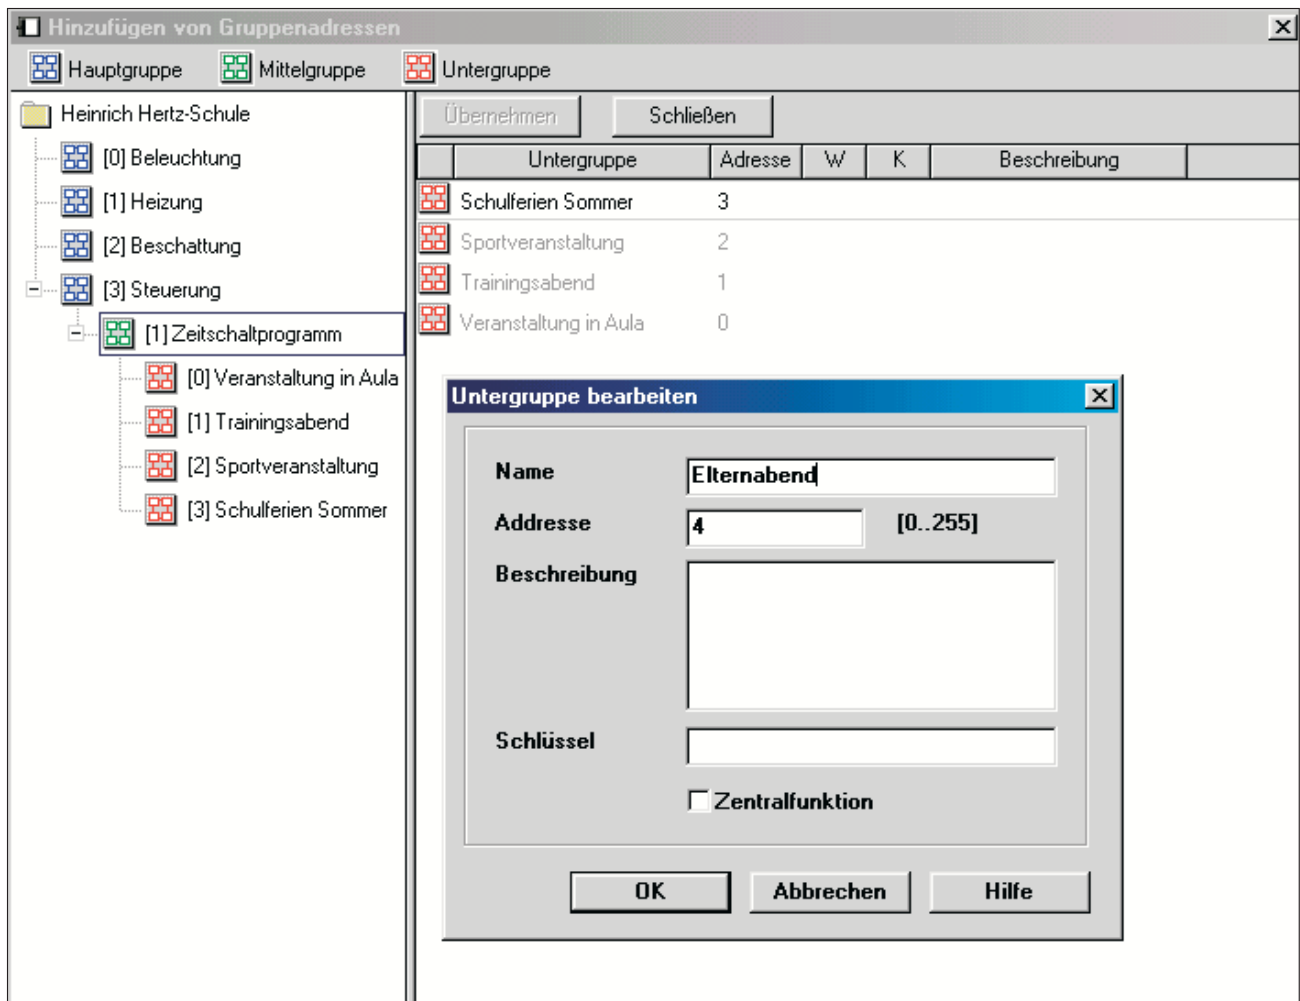 Hinzufügen von Gruppenadressen
Hauptgruppe Mittelgruppe Untergruppe
Heinrich Hertz-Schule
[0] Beleuchtung
[1] Heizung
[2] Beschattung
[3] Steuerung
[1] Zeitschaltprogramm
[0] Veranstaltung in Aula
[1] Trainingsabend
[2] Sportveranstaltung
[3] Schulferien Sommer
Übernehmen Schließen
Untergruppe Adresse W K Beschreibung
Schulferien Sommer 3
Sportveranstaltung 2
Trainingsabend 1
Veranstaltung in Aula 0
Untergruppe bearbeiten
Name Elternabend
Addresse 4 [0..255]
Beschreibung
Schlüssel
Zentralfunktion
OK Abbrechen Hilfe